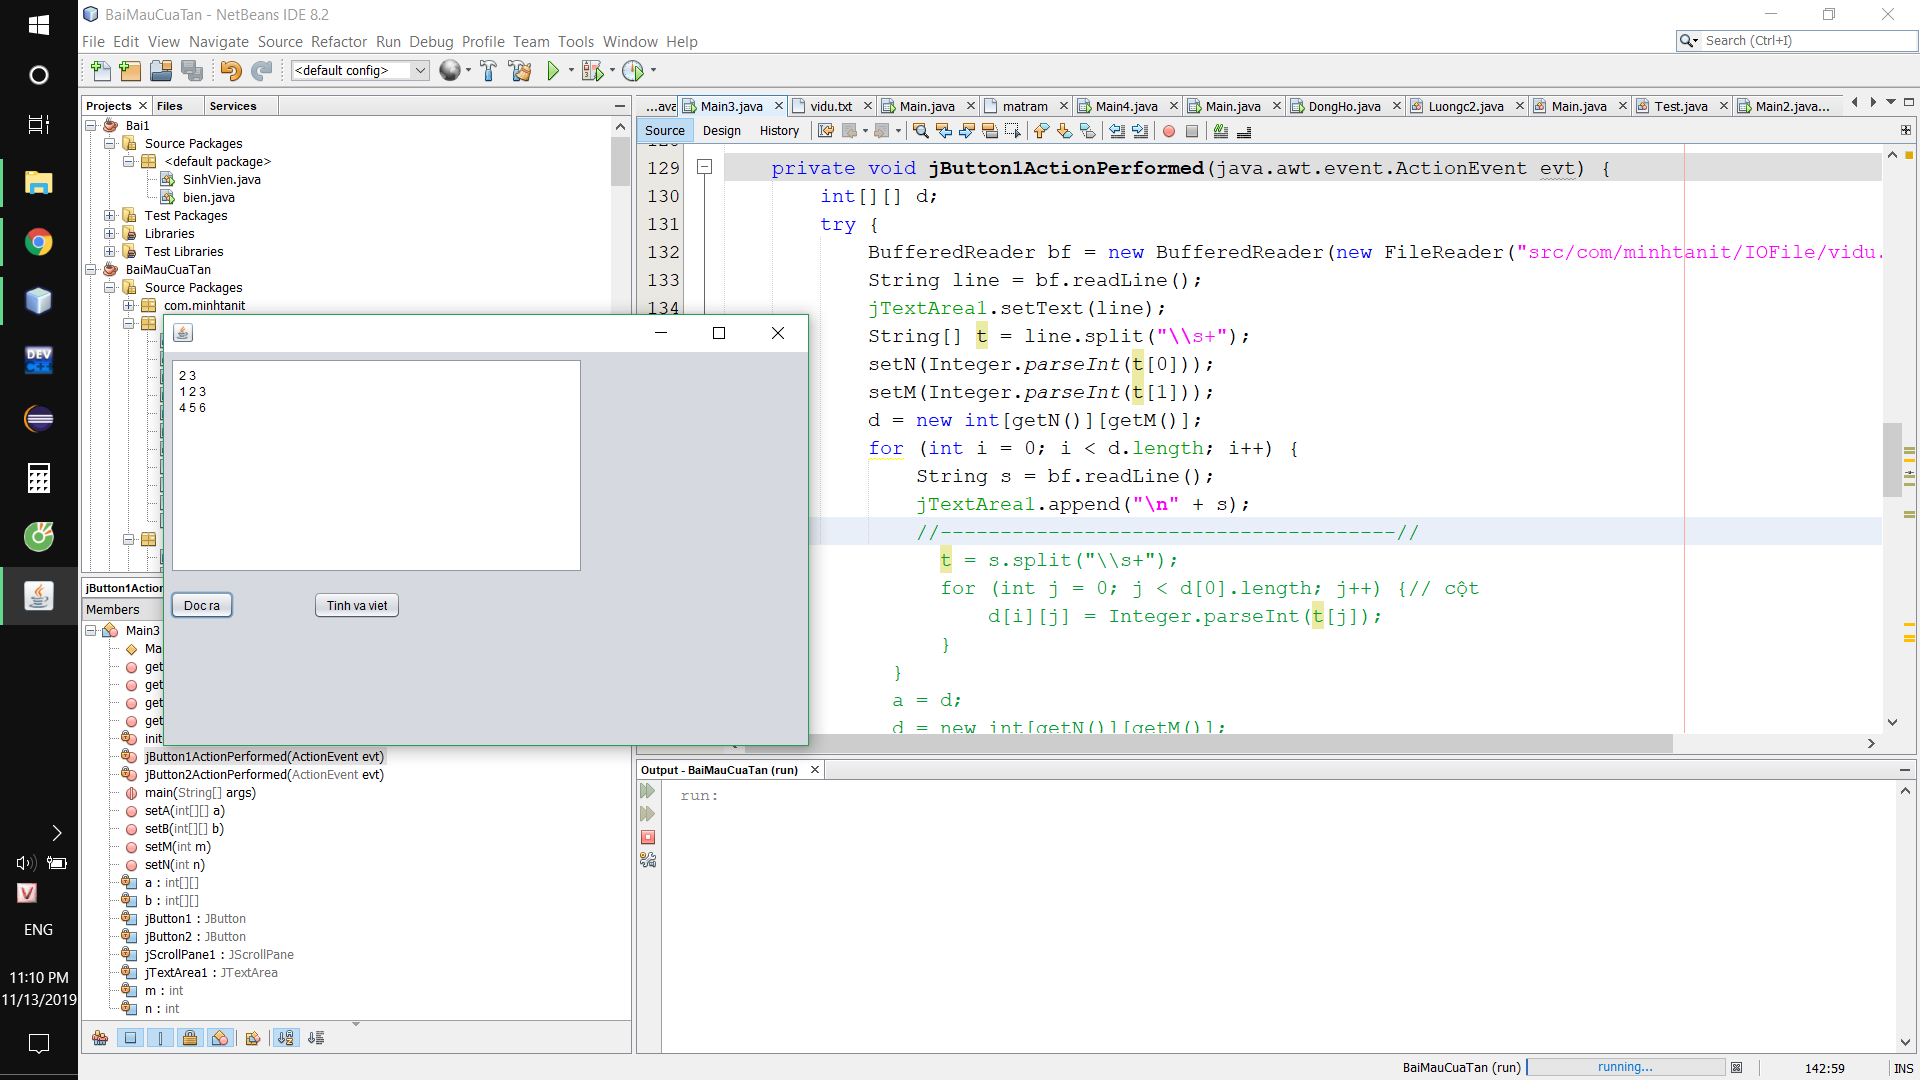 BaiMauCuaTan - NetBeans IDE 8.2
File Edit View Navigate Source Refactor Run Debug Profile Team Tools Window Help
Search (Ctrl+I)
<default config>
Projects Files Services
Bai1
Source Packages
<default package>
SinhVien.java
bien.java
Test Packages
Libraries
Test Libraries
BaiMauCuaTan
Source Packages
com.minhtanit
...ava Main3.java vidu.txt Main.java matram Main4.java Main.java DongHo.java Luongc2.java Main.java Test.java Main2.java...
Source Design History
129 private void jButton1ActionPerformed(java.awt.event.ActionEvent evt) {
130 int[][] d;
131 try {
132 BufferedReader bf = new BufferedReader(new FileReader("src/com/minhtanit/IOFile/vidu.
133 String line = bf.readLine();
134 jTextArea1.setText(line);
String[] t = line.split("\\s+");
setN(Integer.parseInt(t[0]));
setM(Integer.parseInt(t[1]));
d = new int[getN()][getM()];
for (int i = 0; i < d.length; i++) {
String s = bf.readLine();
jTextArea1.append("\n" + s);
//--------------------------------------//
t = s.split("\\s+");
for (int j = 0; j < d[0].length; j++) {// cột
d[i][j] = Integer.parseInt(t[j]);
}
}
a = d;
d = new int[getN()][getM()];
2 3
1 2 3
4 5 6
Doc ra
Tinh va viet
jButton1Action
Members
Main3
Ma
get
get
get
get
init
jButton1ActionPerformed(ActionEvent evt)
jButton2ActionPerformed(ActionEvent evt)
main(String[] args)
setA(int[][] a)
setB(int[][] b)
setM(int m)
setN(int n)
a : int[][]
b : int[][]
jButton1 : JButton
jButton2 : JButton
jScrollPane1 : JScrollPane
jTextArea1 : JTextArea
m : int
n : int
Output - BaiMauCuaTan (run)
run:
BaiMauCuaTan (run)
running...
142:59
INS
DEV
C++
V
ENG
11:10 PM
11/13/2019